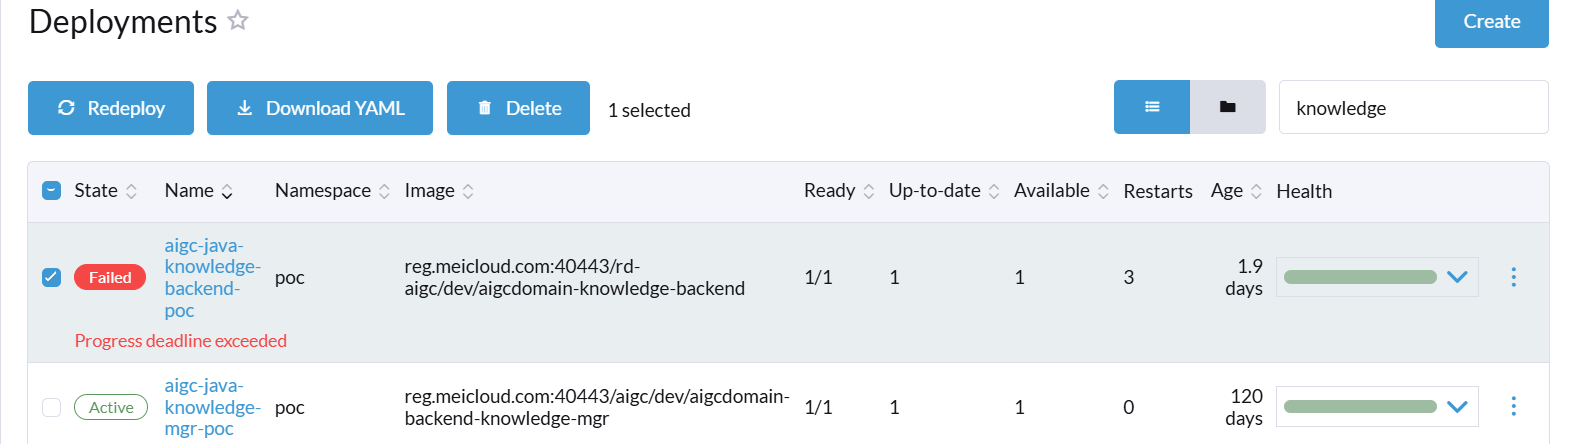 Deployments
Create
Redeploy
Download YAML
Delete
1 selected
knowledge
State Name Namespace Image Ready Up-to-date Available Restarts Age Health
Failed
aigc-java-
knowledge-
backend-
poc
poc
reg.meicloud.com:40443/rd-
aigc/dev/aigcdomain-knowledge-backend
1/1
1
1
3
1.9
days
Progress deadline exceeded
Active
aigc-java-
knowledge-
mgr-poc
poc
reg.meicloud.com:40443/aigc/dev/aigcdomain-
backend-knowledge-mgr
1/1
1
1
0
120
days